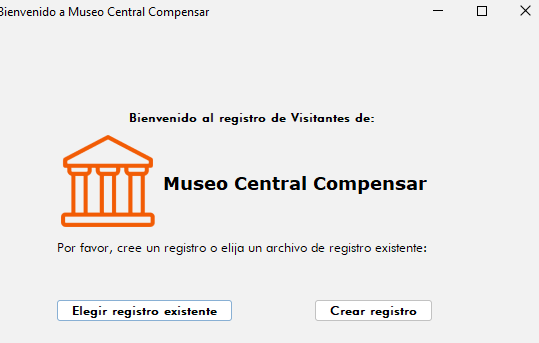 Bienvenido a Museo Central Compensar
Bienvenido al registro de Visitantes de:
Museo Central Compensar
Por favor, cree un registro o elija un archivo de registro existente:
Elegir registro existente
Crear registro